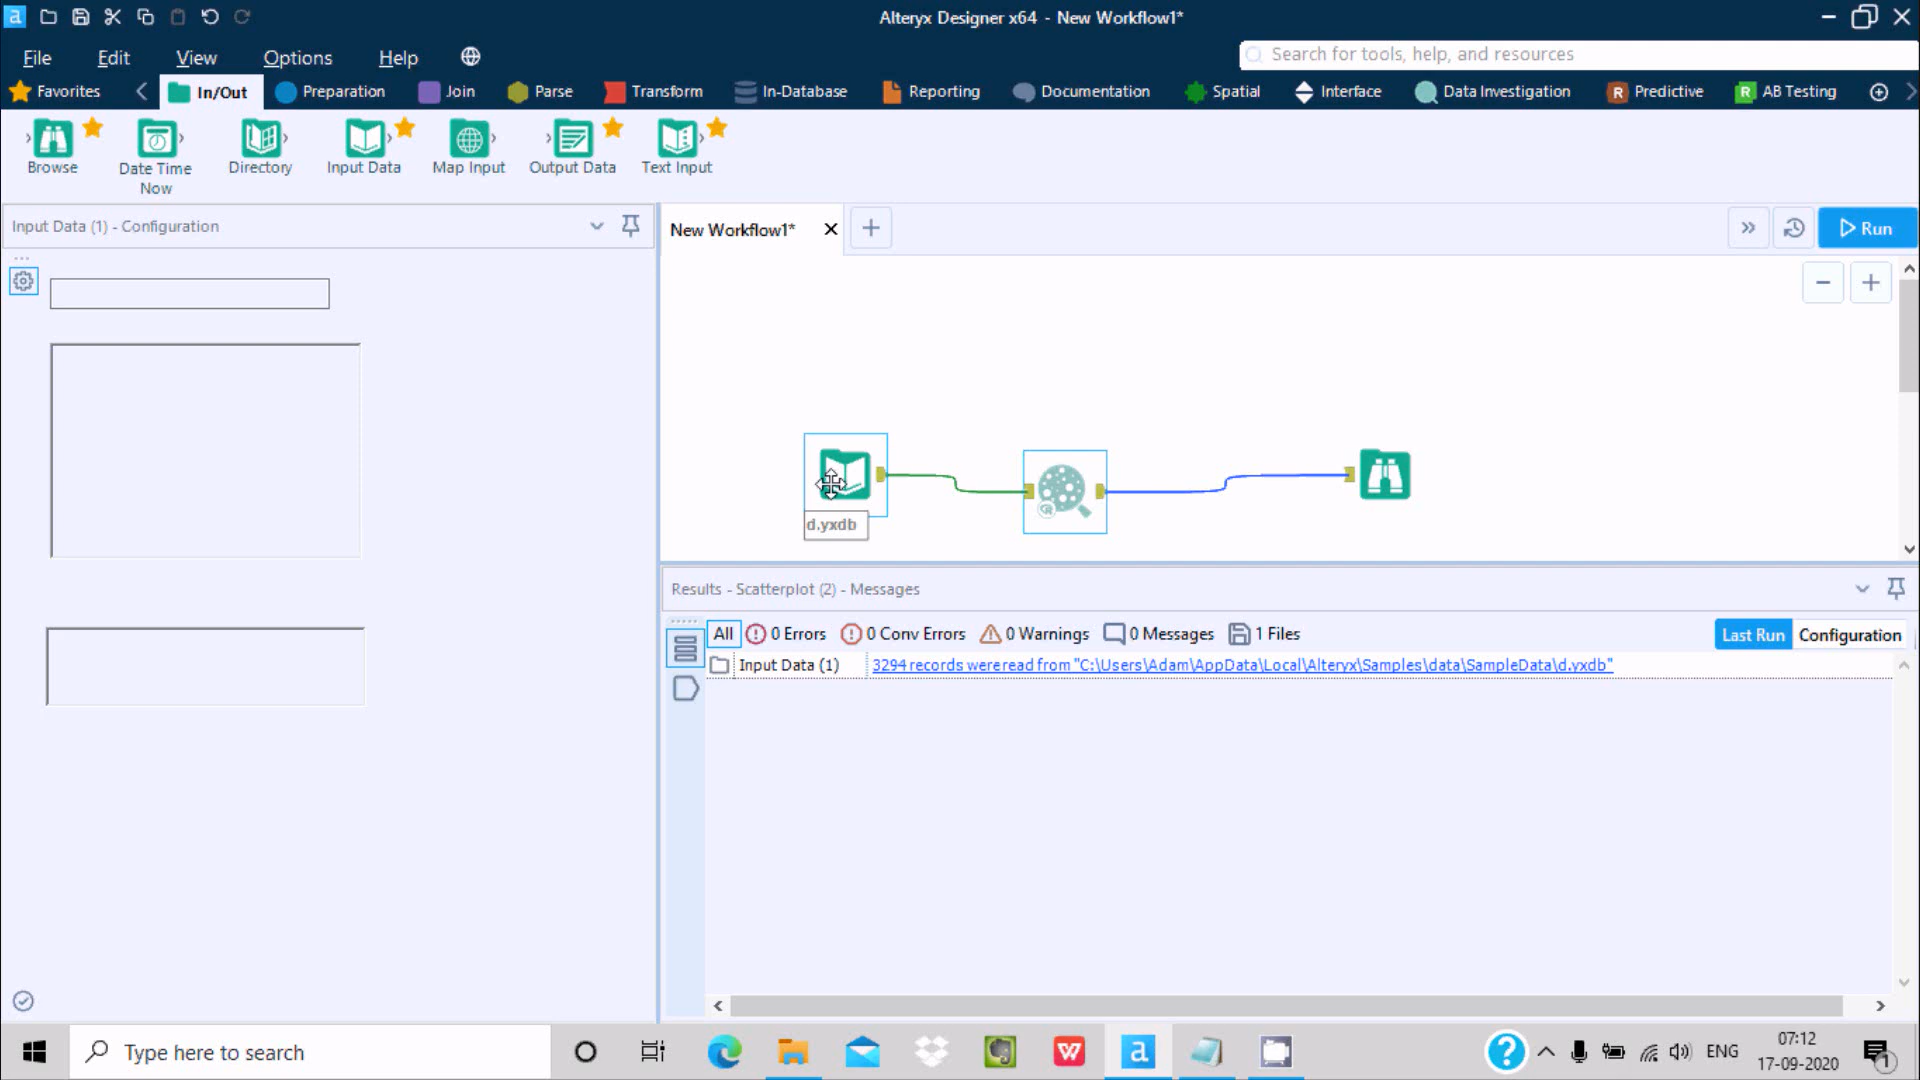 Alteryx Designer x64 - New Workflow1*
File Edit View Options Help
Search for tools, help, and resources
Favorites In/Out Preparation Join Parse Transform In-Database Reporting Documentation Spatial Interface Data Investigation Predictive AB Testing
Browse Date Time Now Directory Input Data Map Input Output Data Text Input
Input Data (1) - Configuration
New Workflow1*
Run
d.yxdb
Results - Scatterplot (2) - Messages
All 0 Errors 0 Conv Errors 0 Warnings 0 Messages 1 Files Last Run Configuration
Input Data (1) 3294 records were read from "C:\Users\Adam\AppData\Local\Alteryx\Samples\data\SampleData\d.yxdb"
Type here to search
ENG
07:12
17-09-2020
1